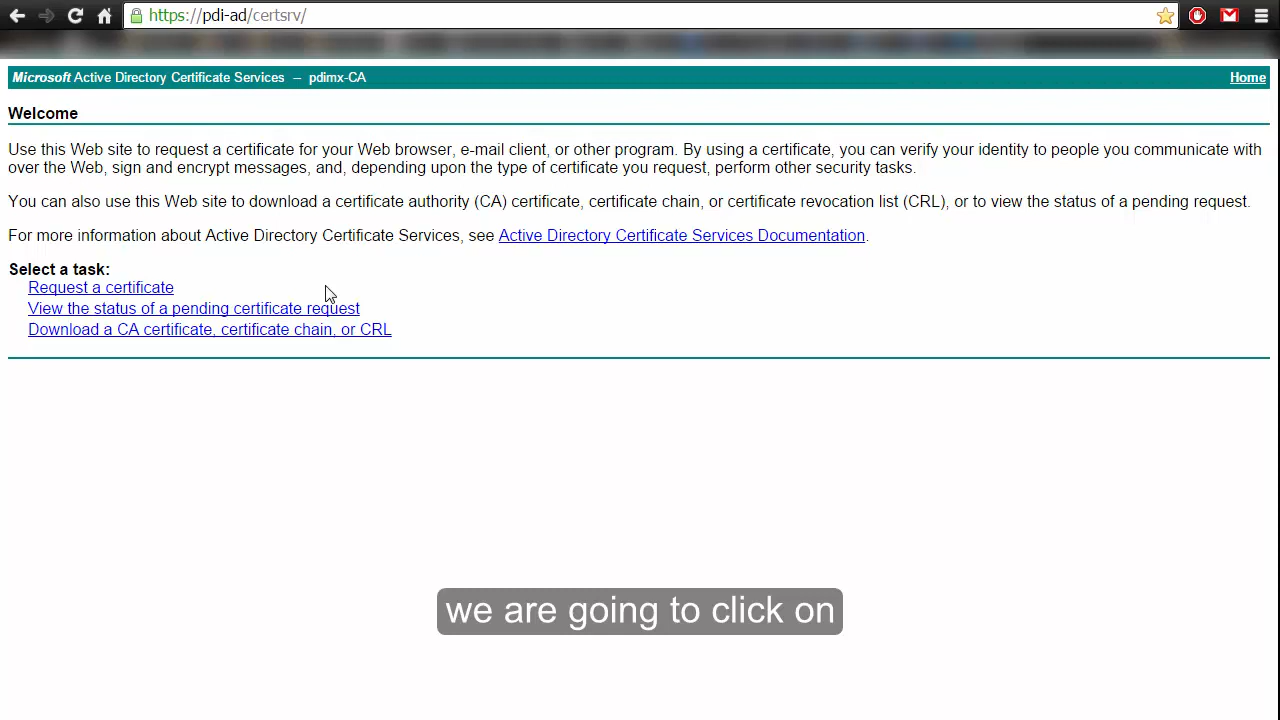 https://pdi-ad/certsrv/
Microsoft Active Directory Certificate Services -- pdimx-CA Home
Welcome
Use this Web site to request a certificate for your Web browser, e-mail client, or other program. By using a certificate, you can verify your identity to people you communicate with
over the Web, sign and encrypt messages, and, depending upon the type of certificate you request, perform other security tasks.
You can also use this Web site to download a certificate authority (CA) certificate, certificate chain, or certificate revocation list (CRL), or to view the status of a pending request.
For more information about Active Directory Certificate Services, see Active Directory Certificate Services Documentation.
Select a task:
Request a certificate
View the status of a pending certificate request
Download a CA certificate, certificate chain, or CRL
we are going to click on